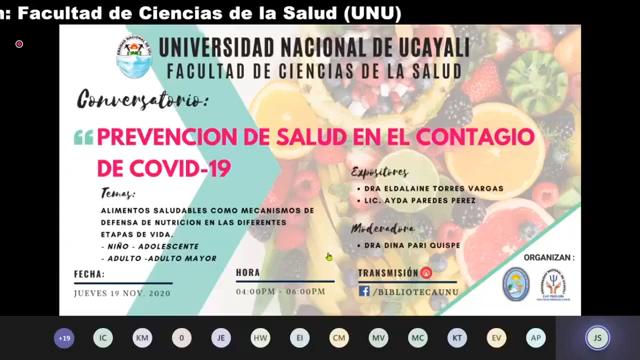 n: Facultad de Ciencias de la Salud (UNU)
UNIVERSIDAD NACIONAL DE UCAYALI
FACULTAD DE CIENCIAS DE LA SALUD
Conversatorio:
PREVENCION DE SALUD EN EL CONTAGIO
DE COVID-19
Temas:
ALIMENTOS SALUDABLES COMO MECANISMOS DE
DEFENSA DE NUTRICION EN LAS DIFERENTES
ETAPAS DE VIDA.
- NIÑO - ADOLESCENTE
- ADULTO -ADULTO MAYOR
Expositores
• DRA ELDALAINE TORRES VARGAS
• LIC. AYDA PAREDES PEREZ
Moderadora
• DRA DINA PARI QUISPE
ORGANIZAN :
FECHA:
JUEVES 19 NOV. 2020
HORA
04:00PM - 06:00PM
TRANSMISIÓN
/BIBLIOTECAUNU
+19 IC KM 0 JE HW EI CM MV MC KT EV AP JS